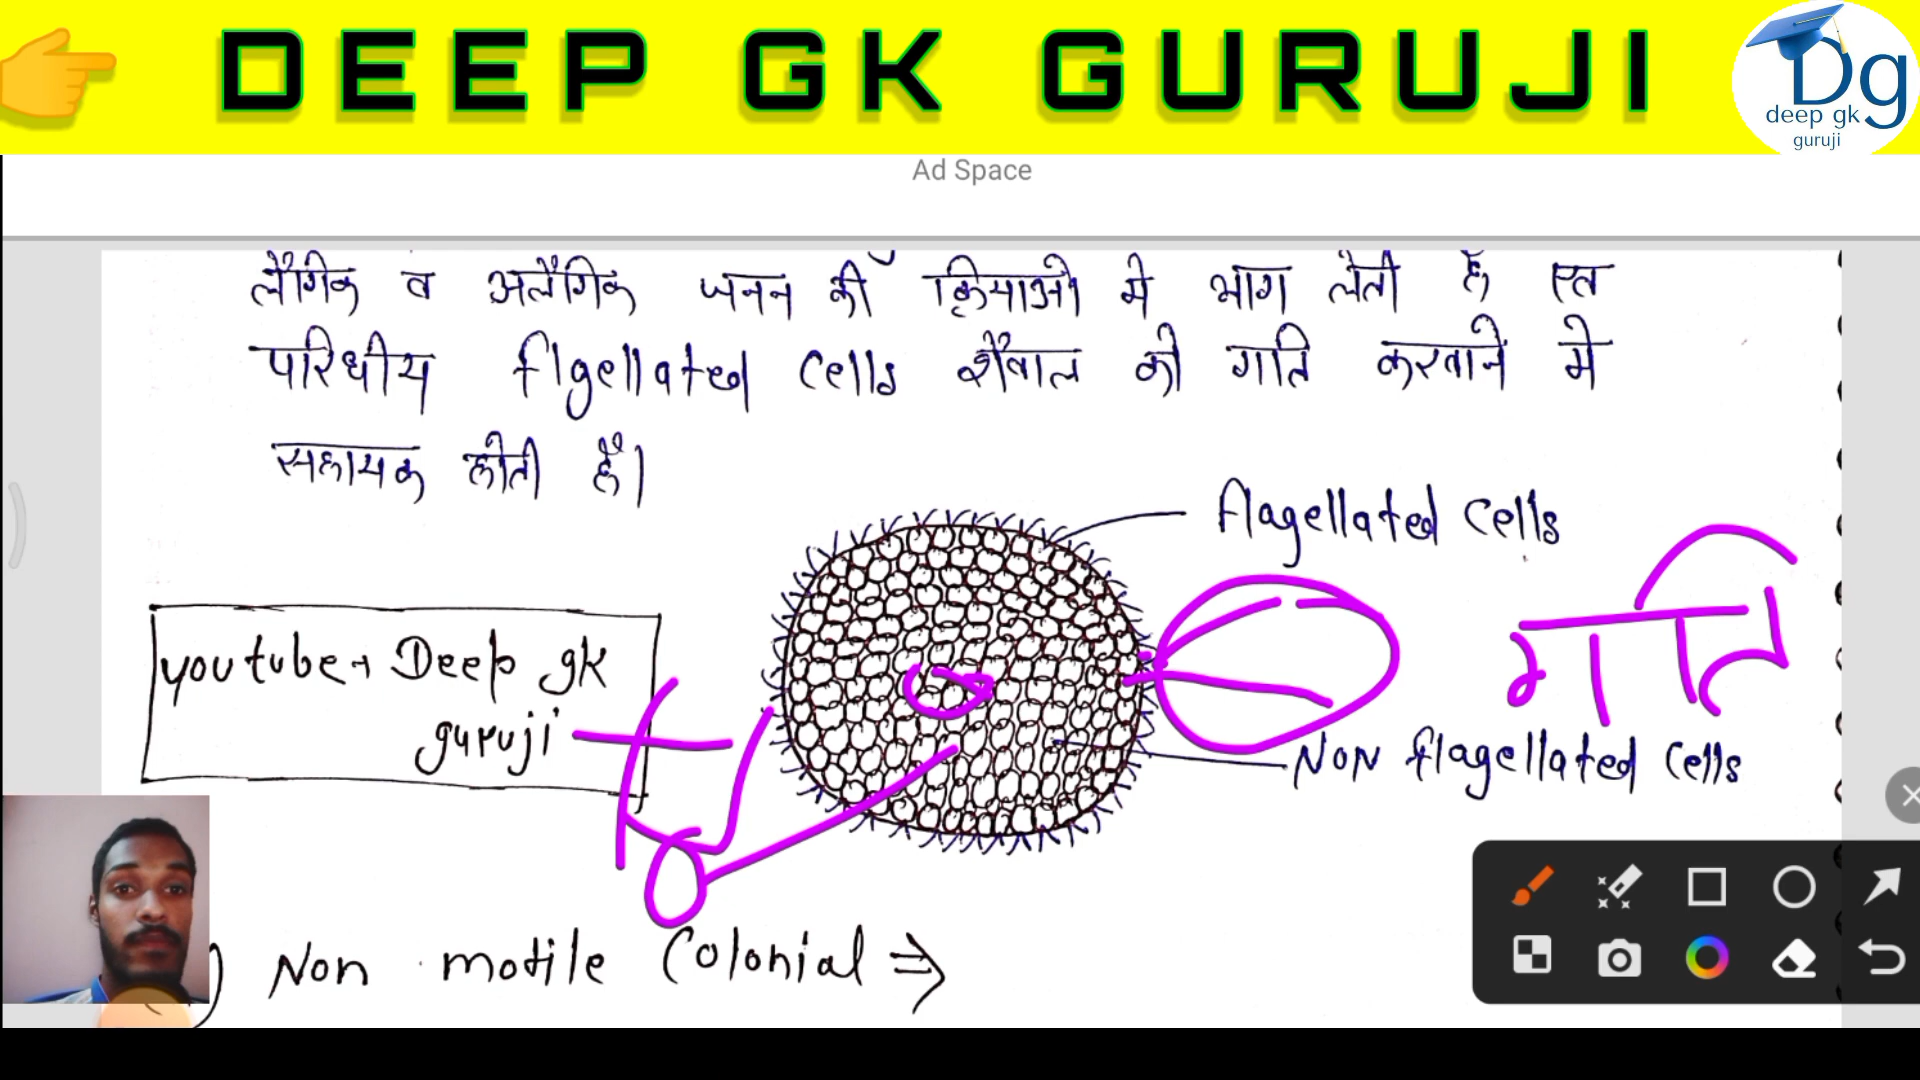 DEEP GK GURUJI
Dg
deep gk
guruji
Ad Space
लैंगिक व अलैंगिक जनन की क्रियाओ मे भाग लेती है एव
परिधीय flgellated cells शैवाल को गति करवाने मे
सहायक होती है।
flagellated cells
youtube → Deep gk
guruji
गति
Non flagellated cells
) Non motile Colonial ⇒